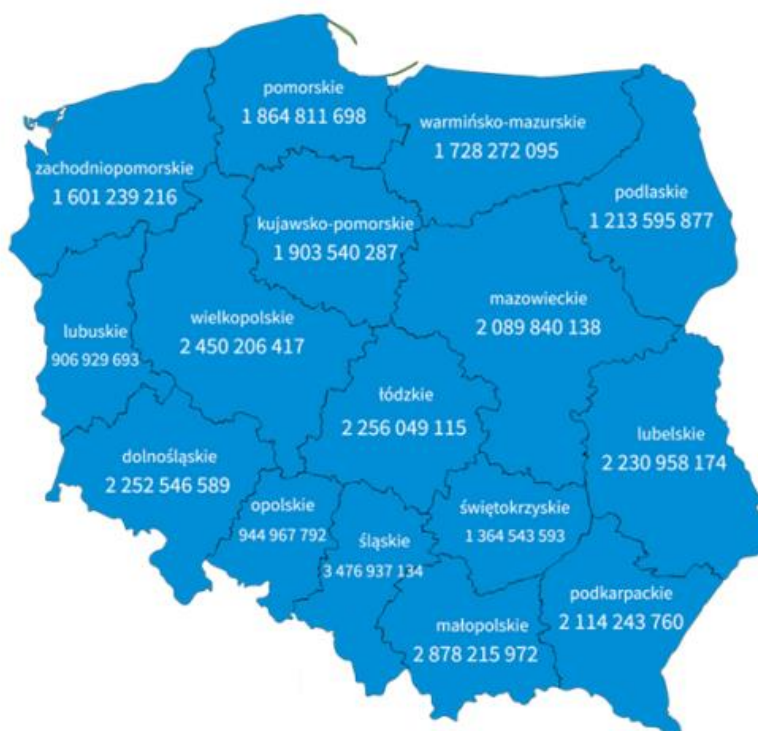 pomorskie
1 864 811 698
warmińsko-mazurskie
1 728 272 095
zachodniopomorskie
1 601 239 216
podlaskie
1 213 595 877
kujawsko-pomorskie
1 903 540 287
mazowieckie
2 089 840 138
wielkopolskie
2 450 206 417
lubuskie
906 929 693
łódzkie
2 256 049 115
lubelskie
2 230 958 174
dolnośląskie
2 252 546 589
opolskie
944 967 792
świętokrzyskie
1 364 543 593
śląskie
3 476 937 134
podkarpackie
2 114 243 760
małopolskie
2 878 215 972